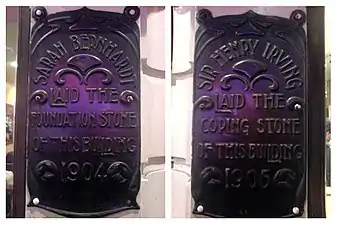 SARAH BERNHARDT
LAID THE
FOUNDATION STONE
OF THIS BUILDING
1904
SIR HENRY IRVING
LAID THE
COPING STONE
OF THIS BUILDING
1905